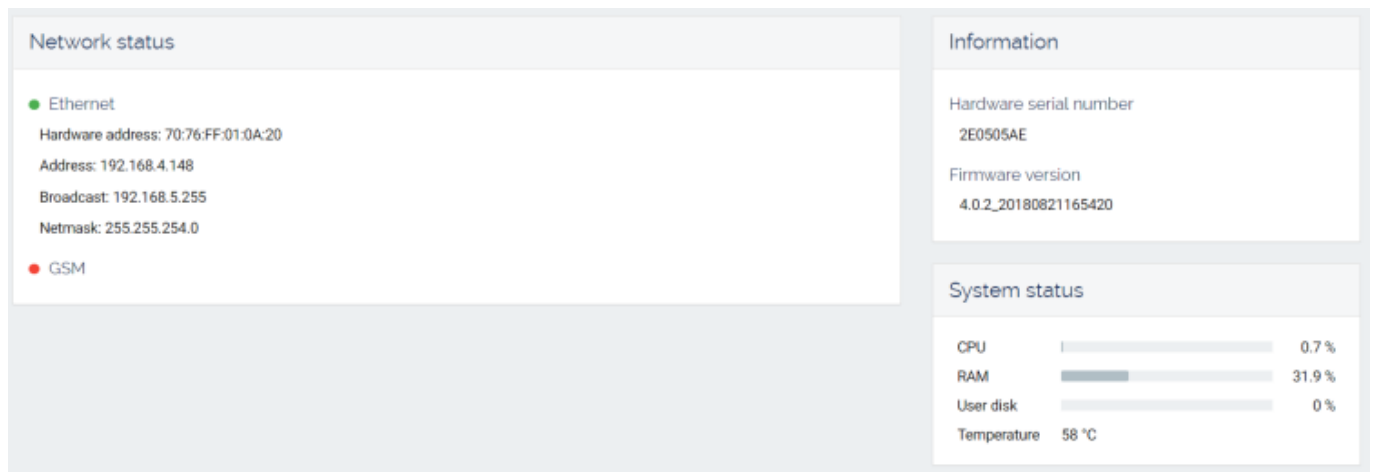 Network status
Ethernet
Hardware address: 70:76:FF:01:0A:20
Address: 192.168.4.148
Broadcast: 192.168.5.255
Netmask: 255.255.254.0
GSM
Information
Hardware serial number
2E0505AE
Firmware version
4.0.2_20180821165420
System status
CPU 0.7 %
RAM 31.9 %
User disk 0 %
Temperature 58 °C